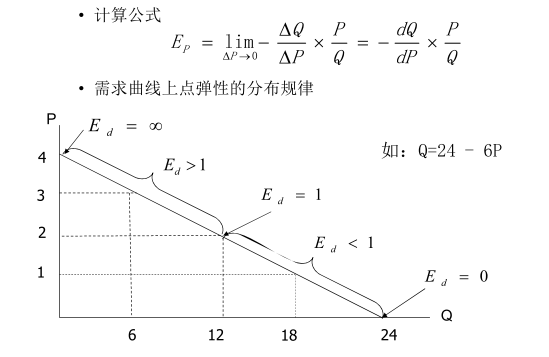 • 计算公式
E_P = lim_{ΔP→0} − ΔQ/ΔP × P/Q = − dQ/dP × P/Q
• 需求曲线上点弹性的分布规律
P
E_d = ∞
如：Q=24 - 6P
4
E_d > 1
3
E_d = 1
2
E_d < 1
1
E_d = 0
Q
6 12 18 24